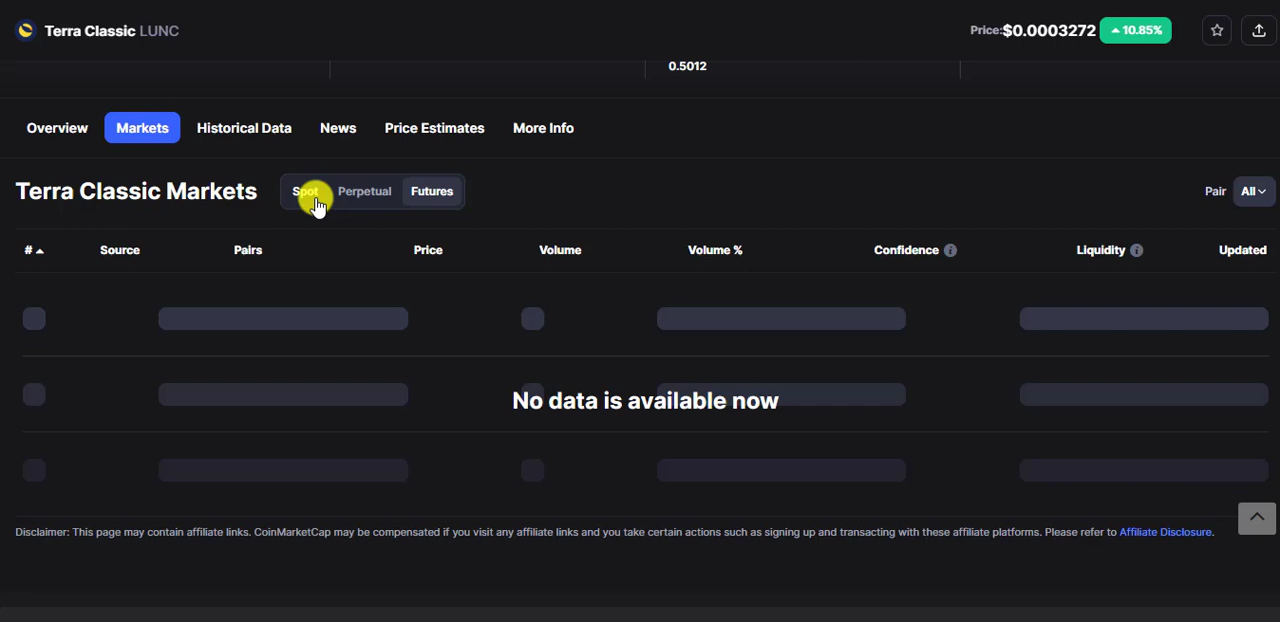 Terra Classic LUNC
Price:$0.0003272 10.85%
0.5012
Overview Markets Historical Data News Price Estimates More Info
Terra Classic Markets Spot Perpetual Futures Pair All
# Source Pairs Price Volume Volume % Confidence Liquidity Updated
No data is available now
Disclaimer: This page may contain affiliate links. CoinMarketCap may be compensated if you visit any affiliate links and you take certain actions such as signing up and transacting with these affiliate platforms. Please refer to Affiliate Disclosure.